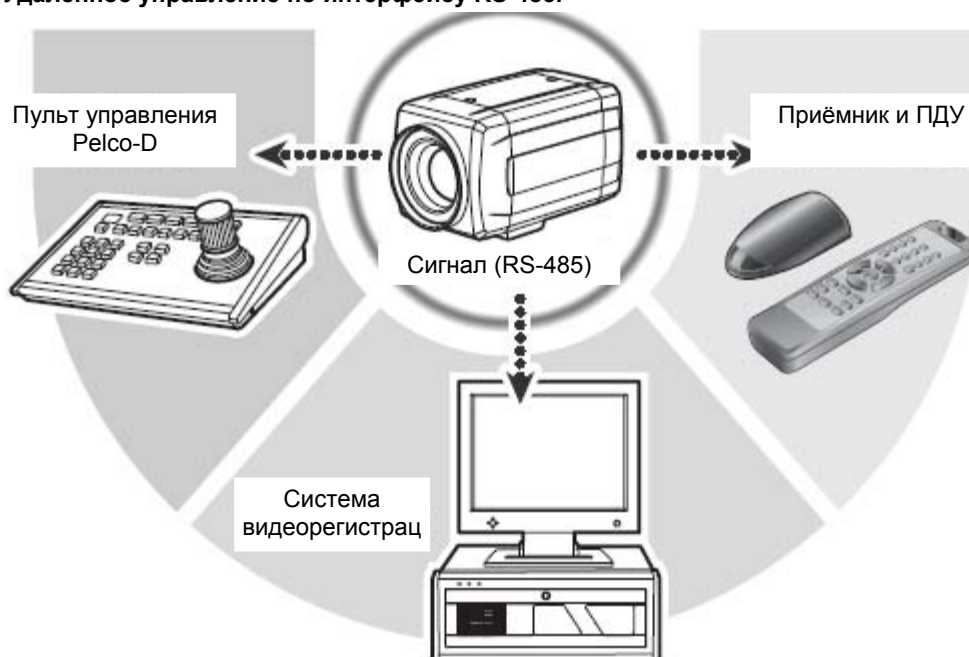 Удаленное управление по интерфейсу RS-485.
Пульт управления
Pelco-D
Приёмник и ПДУ
Сигнал (RS-485)
Система
видеорегистрац